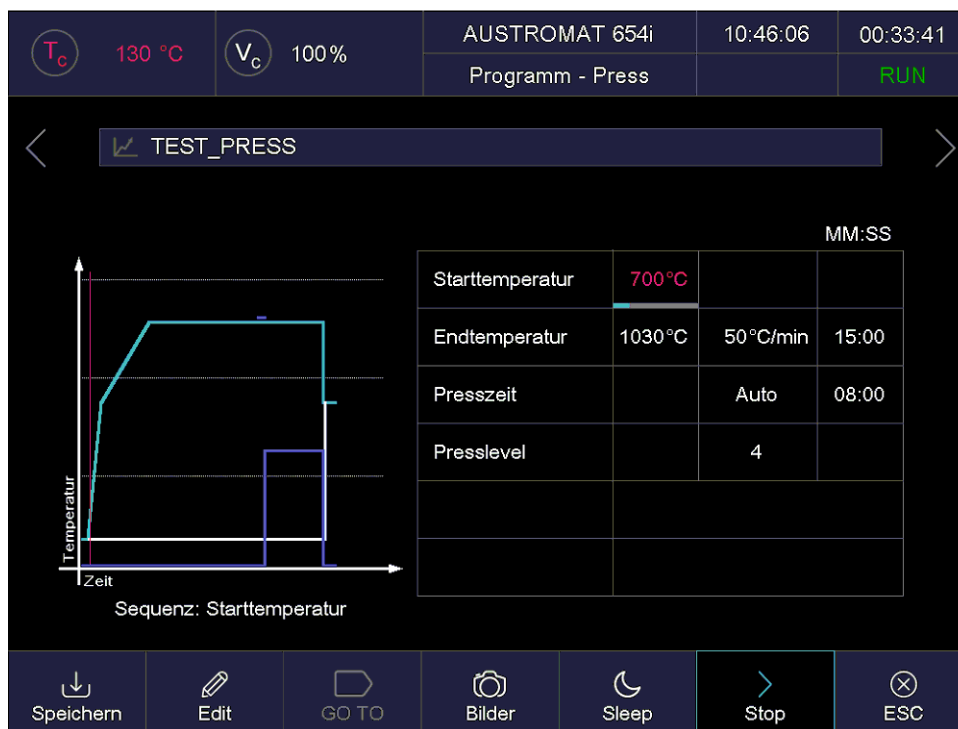 Tc 130 °C Vc 100% AUSTROMAT 654i 10:46:06 00:33:41
Programm - Press RUN
TEST_PRESS
MM:SS
Starttemperatur 700°C
Endtemperatur 1030°C 50°C/min 15:00
Presszeit Auto 08:00
Presslevel 4
Temperatur
Zeit
Sequenz: Starttemperatur
Speichern Edit GO TO Bilder Sleep Stop ESC